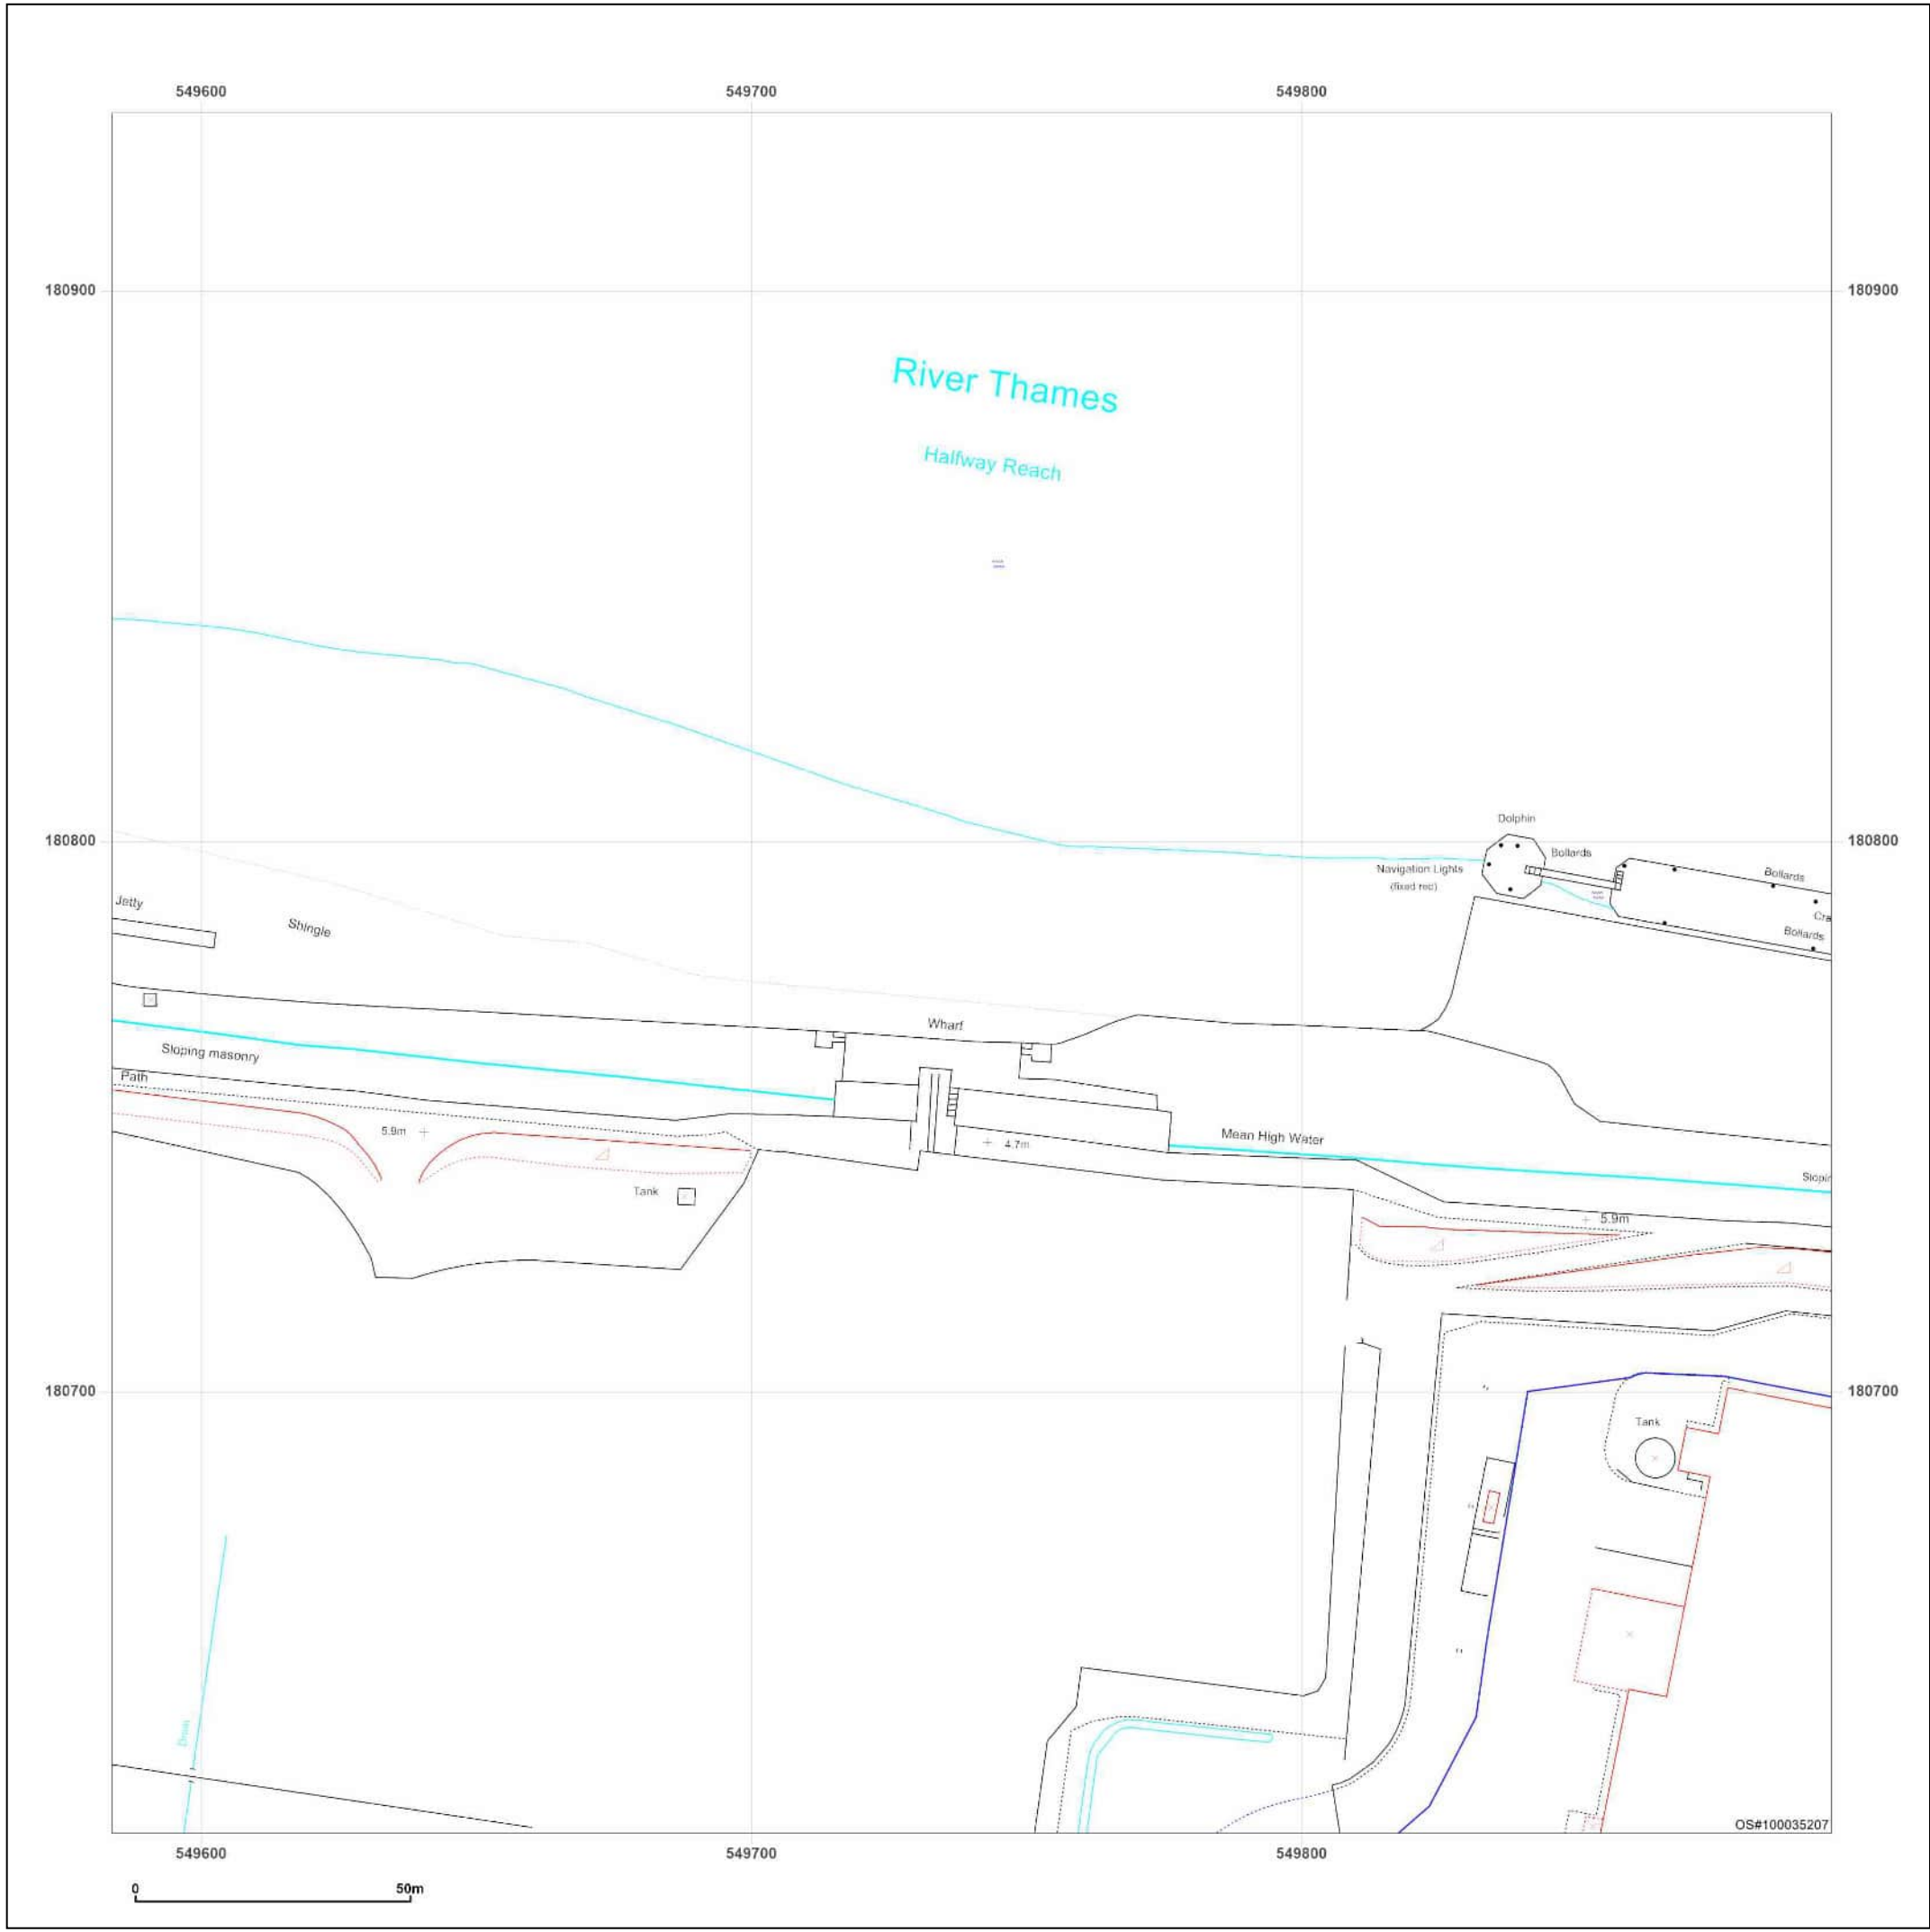 549600 549700 549800
180900 180900
River Thames
Halfway Reach
Dolphin
180800 180800
Bollards
Navigation Lights
(fixed red)
Bollards
Jetty
Cra
Shingle
Bollards
Wharf
Sloping masonry
Path
5.9m
4.7m
Mean High Water
Slopin
Tank
5.9m
180700 180700
Tank
Drain
OS#100035207
549600 549700 549800
0 50m